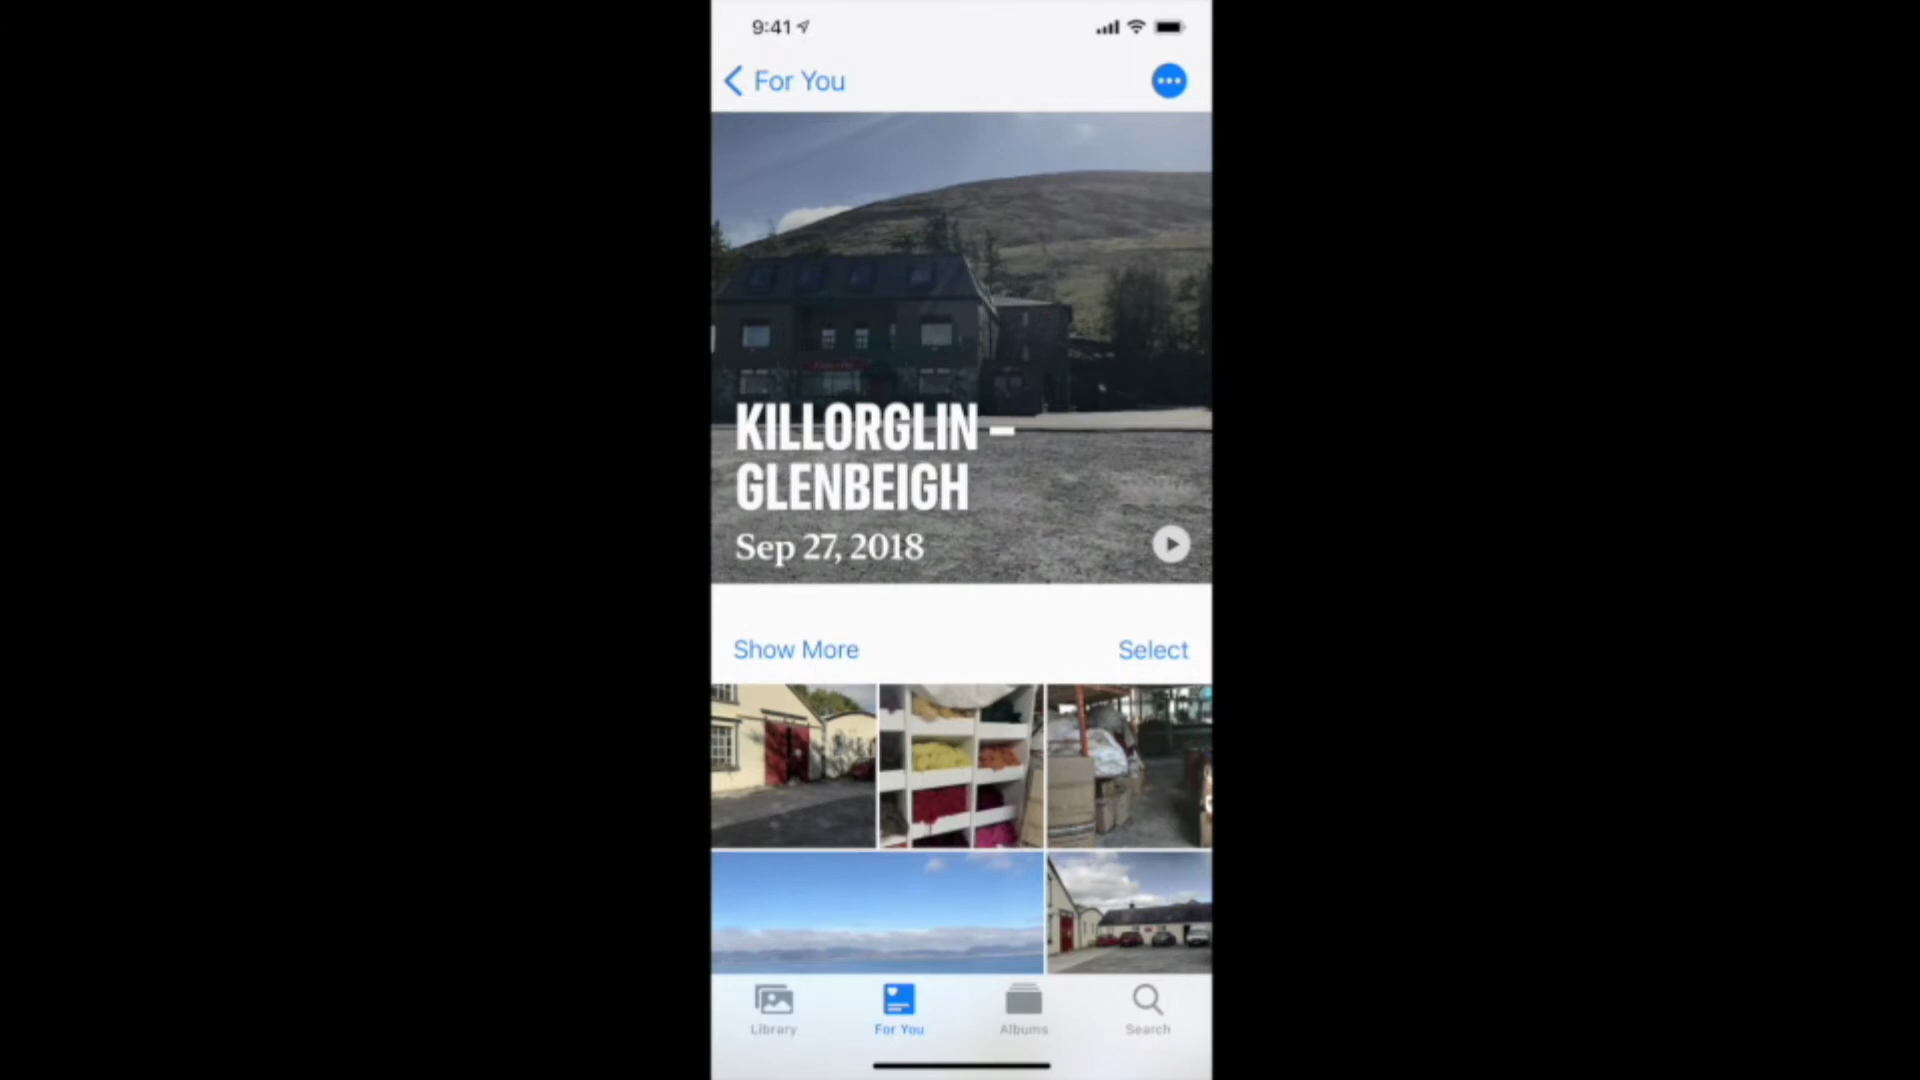 9:41
For You
KILLORGLIN –
GLENBEIGH
Sep 27, 2018
Show More
Select
Library
For You
Albums
Search